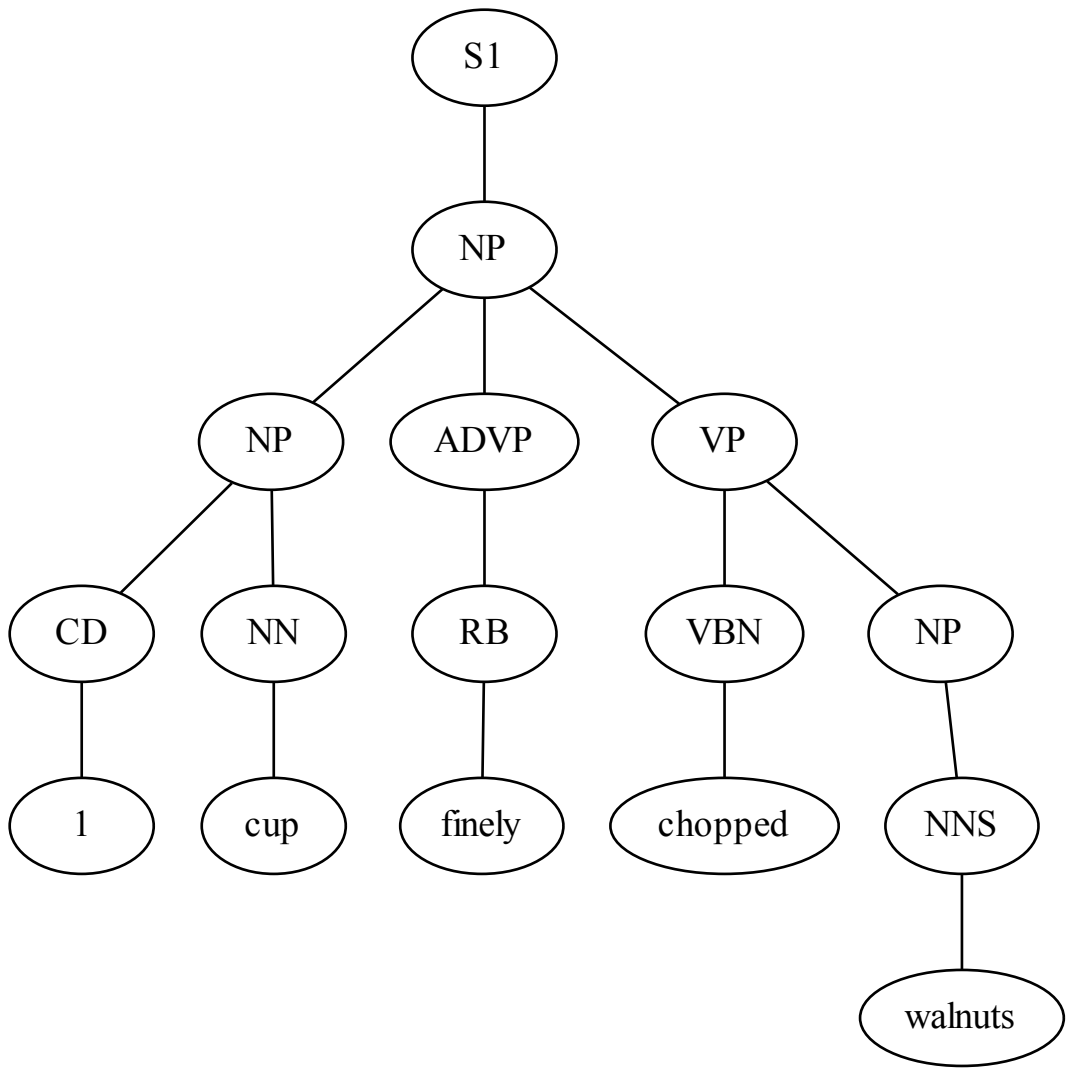 S1
NP
NP ADVP VP
CD NN RB VBN NP
1 cup finely chopped NNS
walnuts